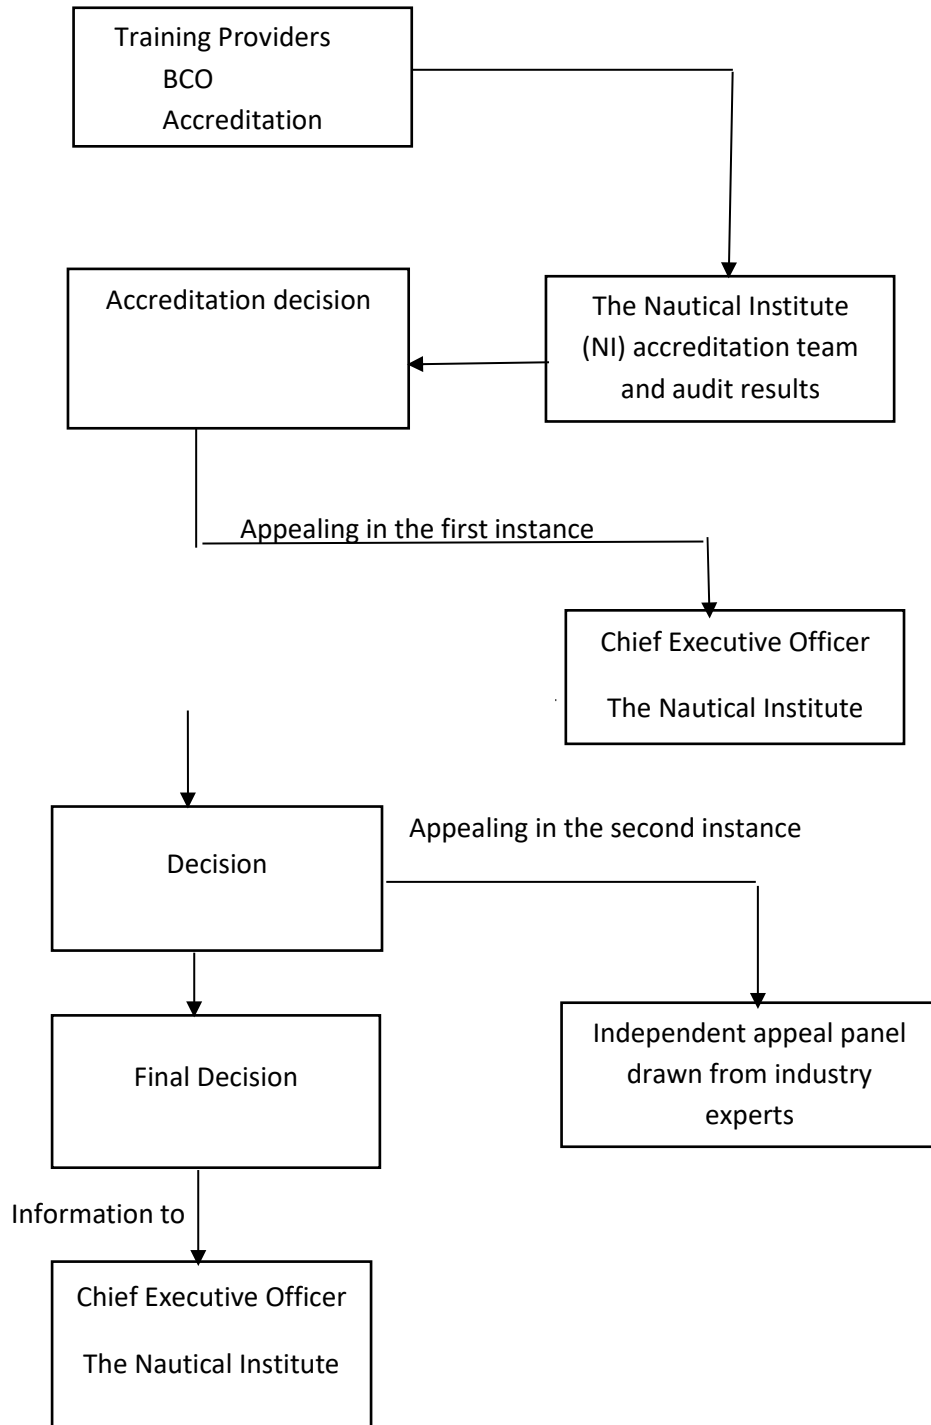 Training Providers
BCO
Accreditation
Accreditation decision
The Nautical Institute
(NI) accreditation team
and audit results
Appealing in the first instance
Chief Executive Officer
The Nautical Institute
Decision
Appealing in the second instance
Final Decision
Independent appeal panel
drawn from industry
experts
Information to
Chief Executive Officer
The Nautical Institute